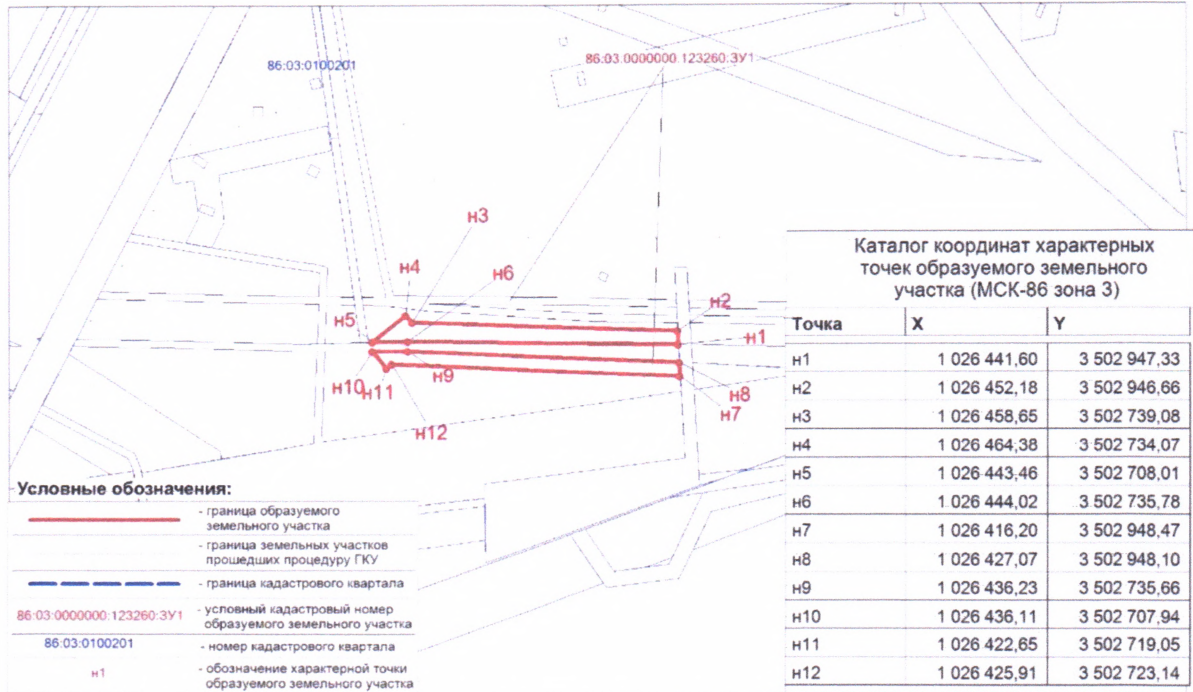 86:03:0100201
86:03:0000000:123260:ЗУ1
н3
н4
н6
н5
н2
н1
н10
н11
н9
н8
н7
н12
Условные обозначения:
- граница образуемого
земельного участка
- граница земельных участков
прошедших процедуру ГКУ
- граница кадастрового квартала
86:03:0000000:123260:ЗУ1 - условный кадастровый номер
образуемого земельного участка
86:03:0100201 - номер кадастрового квартала
н1 - обозначение характерной точки
образуемого земельного участка
Каталог координат характерных
точек образуемого земельного
участка (МСК-86 зона 3)
Точка X Y
н1 1 026 441,60 3 502 947,33
н2 1 026 452,18 3 502 946,66
н3 1 026 458,65 3 502 739,08
н4 1 026 464,38 3 502 734,07
н5 1 026 443,46 3 502 708,01
н6 1 026 444,02 3 502 735,78
н7 1 026 416,20 3 502 948,47
н8 1 026 427,07 3 502 948,10
н9 1 026 436,23 3 502 735,66
н10 1 026 436,11 3 502 707,94
н11 1 026 422,65 3 502 719,05
н12 1 026 425,91 3 502 723,14